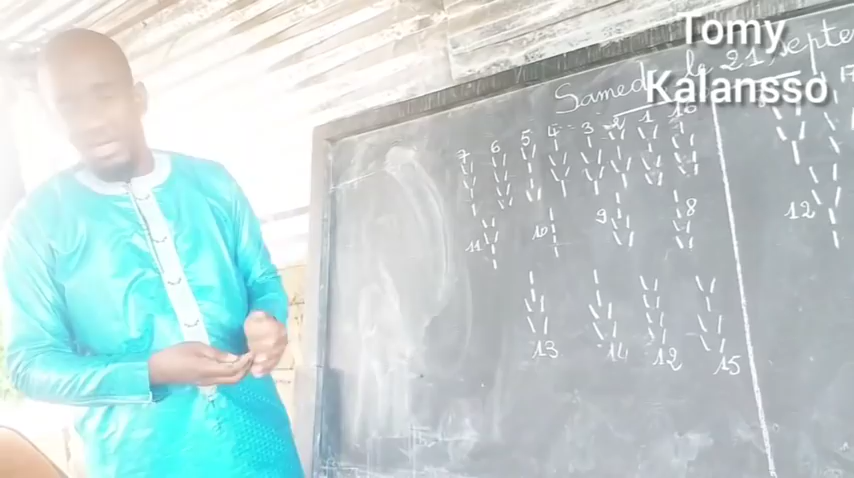 Tomy
Kalansso
Samedi le 21, septe
7 6 5 4 3 2 1 16 17
11 10 9 8 12
13 14 12 15